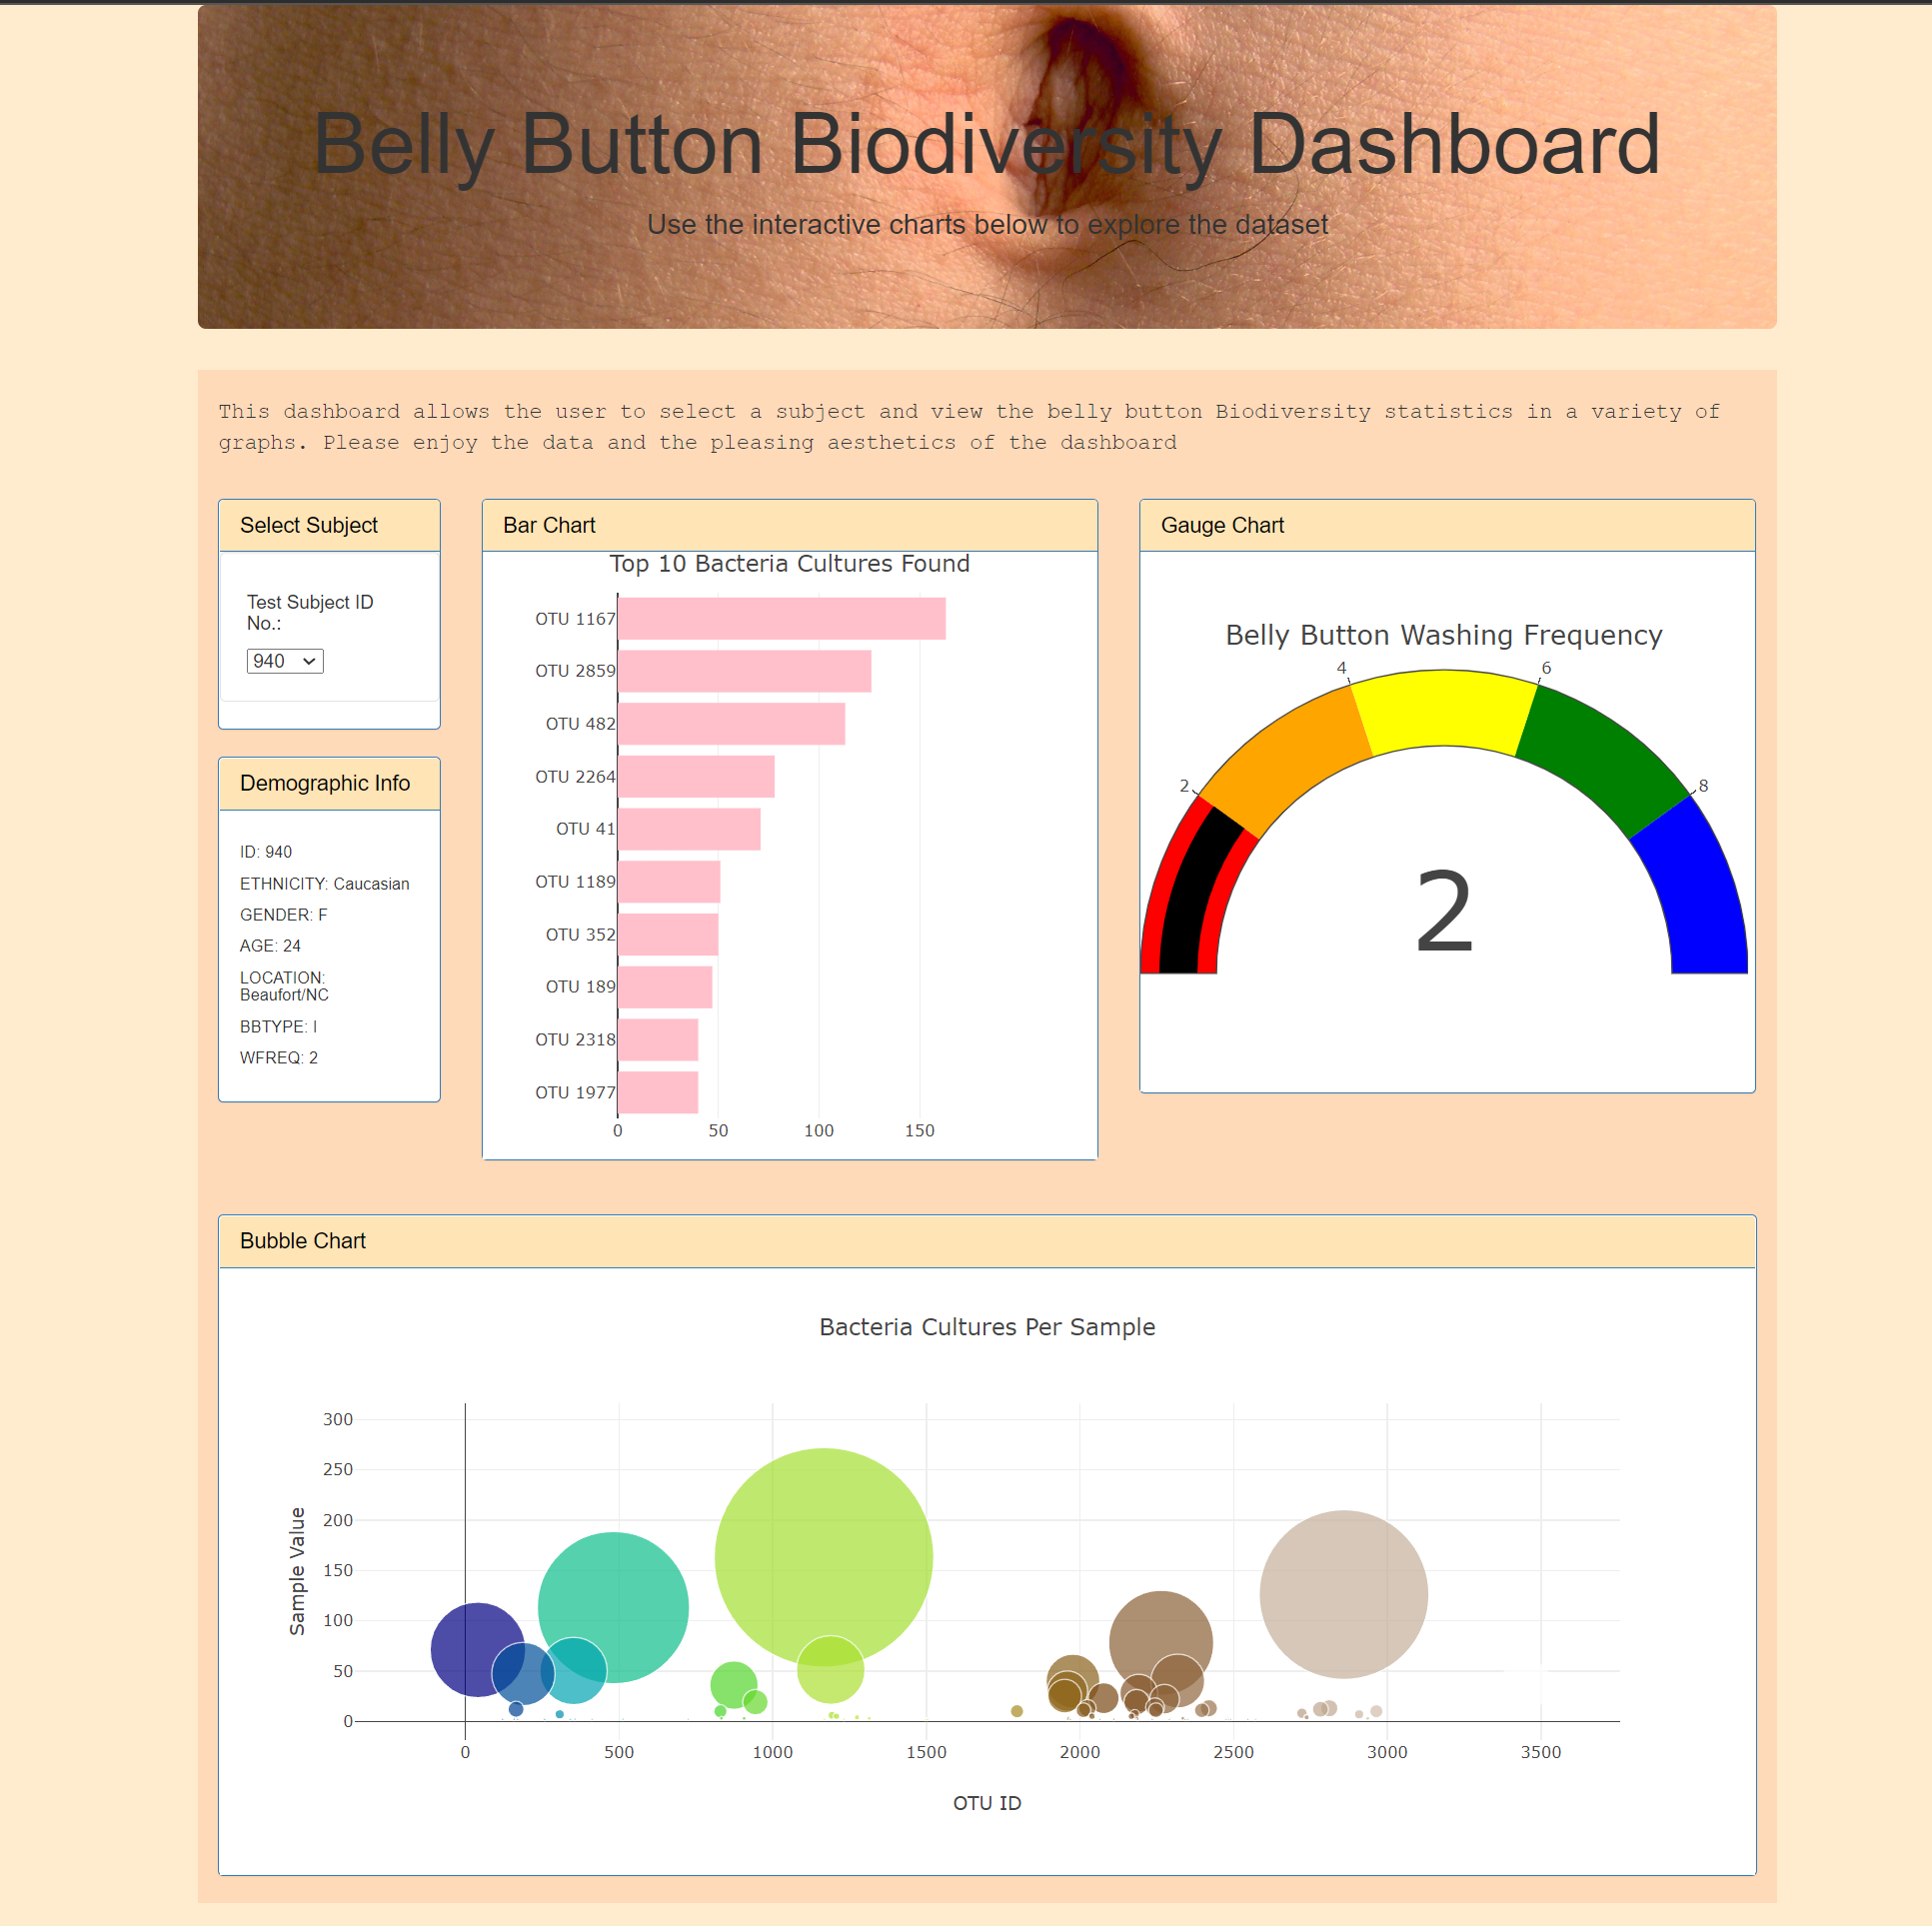 Belly Button Biodiversity Dashboard
Use the interactive charts below to explore the dataset
This dashboard allows the user to select a subject and view the belly button Biodiversity statistics in a variety of
graphs. Please enjoy the data and the pleasing aesthetics of the dashboard
Select Subject
Test Subject ID
No.:
940
Demographic Info
ID: 940
ETHNICITY: Caucasian
GENDER: F
AGE: 24
LOCATION:
Beaufort/NC
BBTYPE: I
WFREQ: 2
Bar Chart
Top 10 Bacteria Cultures Found
OTU 1167
OTU 2859
OTU 482
OTU 2264
OTU 41
OTU 1189
OTU 352
OTU 189
OTU 2318
OTU 1977
0 50 100 150
Gauge Chart
Belly Button Washing Frequency
4 6
2 8
2
Bubble Chart
Bacteria Cultures Per Sample
300
250
200
150
100
50
0
Sample Value
0 500 1000 1500 2000 2500 3000 3500
OTU ID